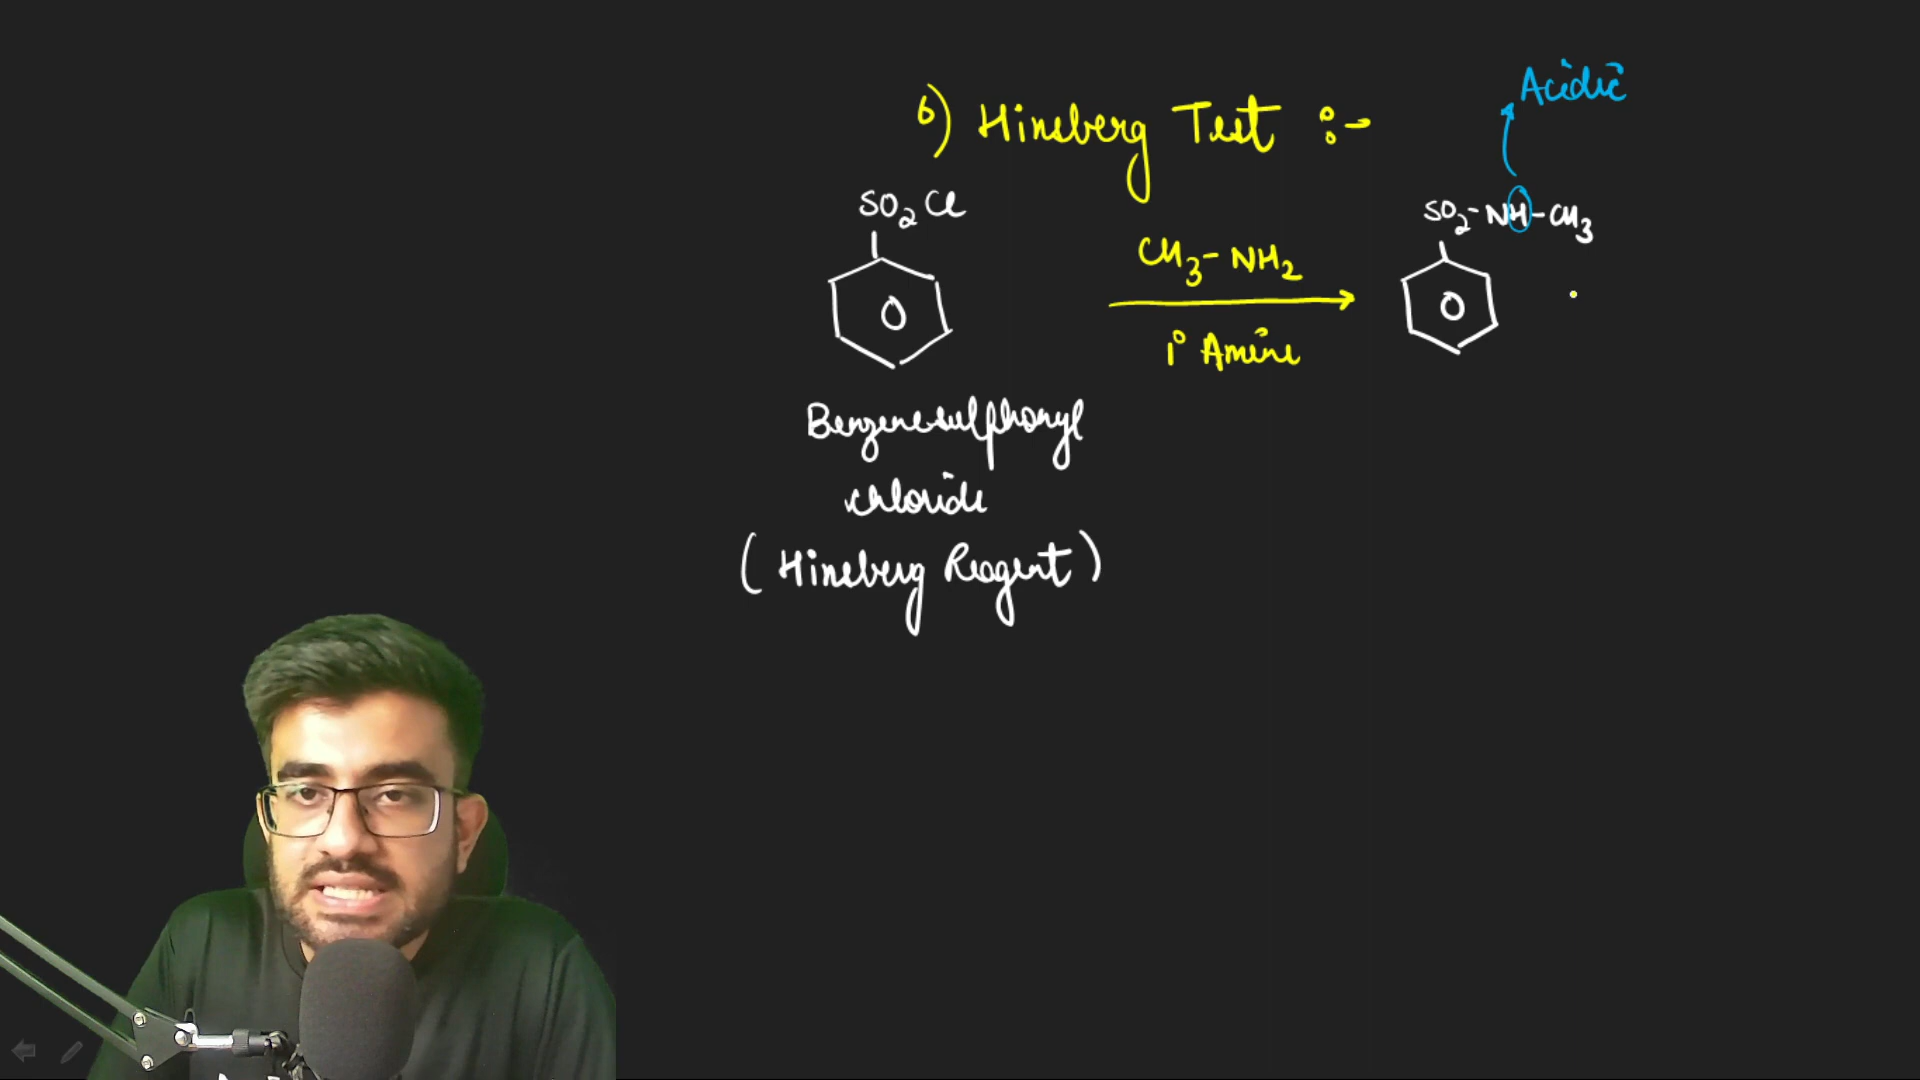 6) Hinsberg Test :-
Acidic
SO2Cl
CH3-NH2
1° Amine
SO2-NH-CH3
Benzenesulphonyl
chloride
(Hinsberg Reagent)